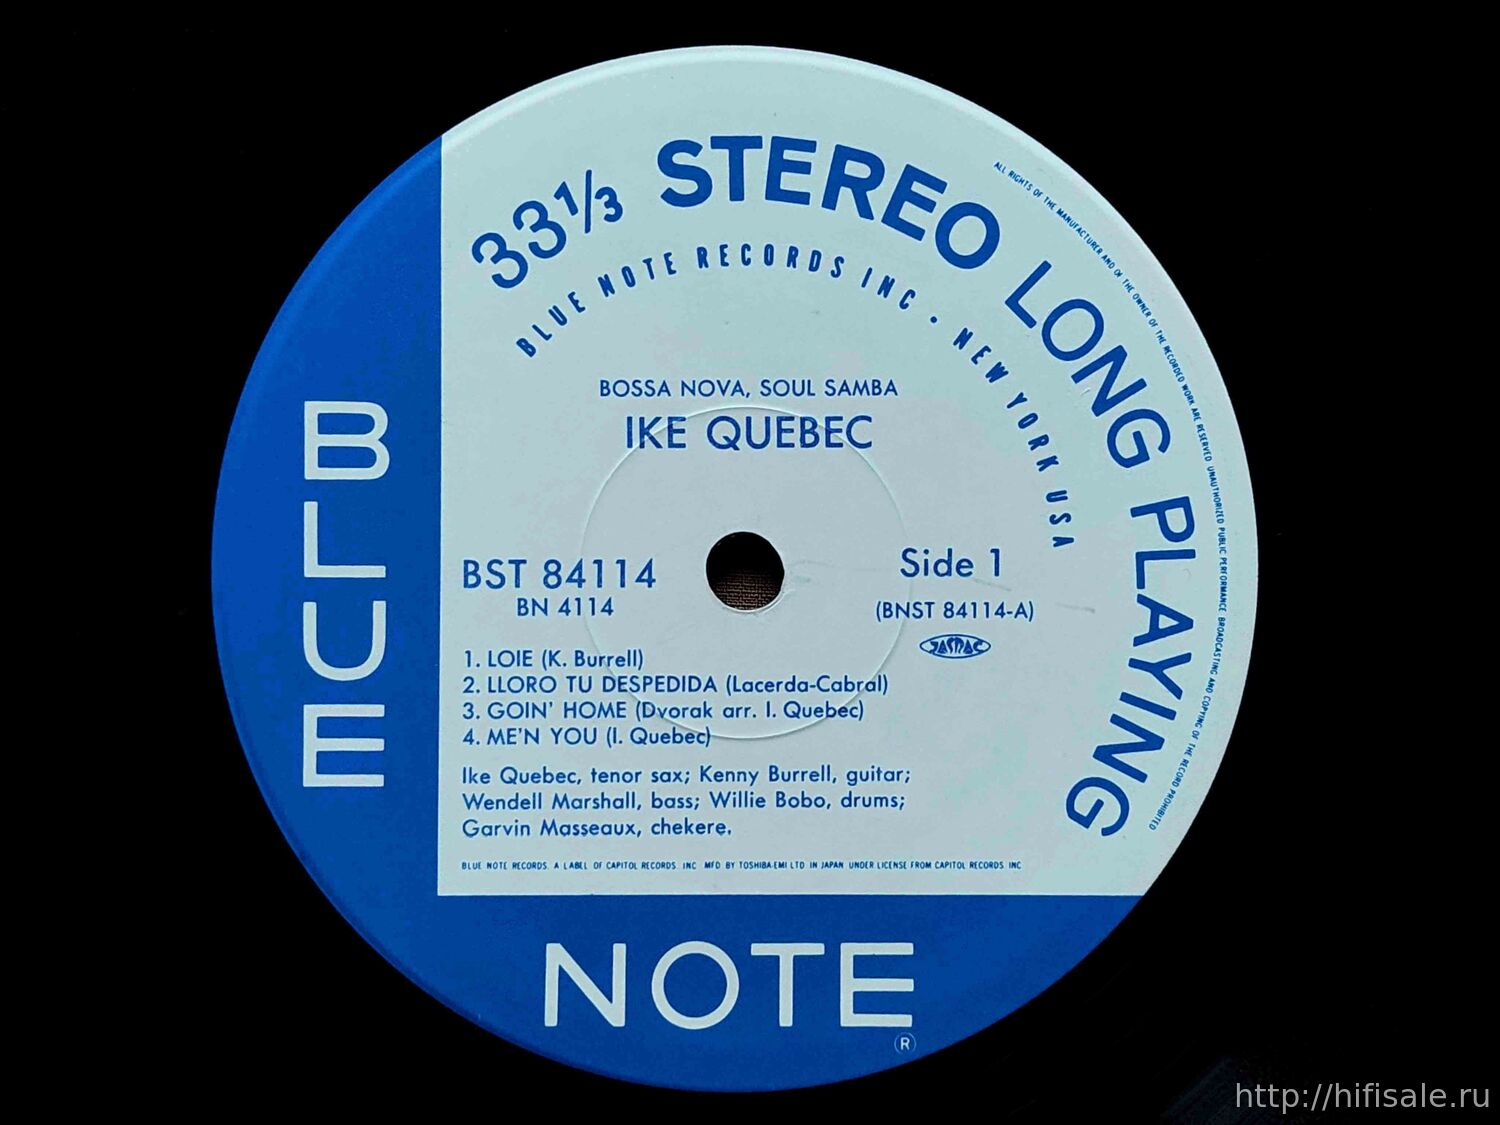 33⅓ STEREO LONG PLAYING
BLUE NOTE RECORDS INC • NEW YORK USA
ALL RIGHTS OF THE MANUFACTURER AND OF THE OWNER OF THE RECORDED WORK ARE RESERVED UNAUTHORIZED PUBLIC PERFORMANCE BROADCASTING AND COPYING OF THE RECORD PROHIBITED
BOSSA NOVA, SOUL SAMBA
IKE QUEBEC
BST 84114
BN 4114
Side 1
(BNST 84114-A)
JASRAC
1. LOIE (K. Burrell)
2. LLORO TU DESPEDIDA (Lacerda-Cabral)
3. GOIN' HOME (Dvorak arr. I. Quebec)
4. ME'N YOU (I. Quebec)
Ike Quebec, tenor sax; Kenny Burrell, guitar;
Wendell Marshall, bass; Willie Bobo, drums;
Garvin Masseaux, chekere.
BLUE NOTE RECORDS. A LABEL OF CAPITOL RECORDS. INC MFD BY TOSHIBA-EMI LTD IN JAPAN UNDER LICENSE FROM CAPITOL RECORDS. INC
BLUE
NOTE
®
http://hifisale.ru